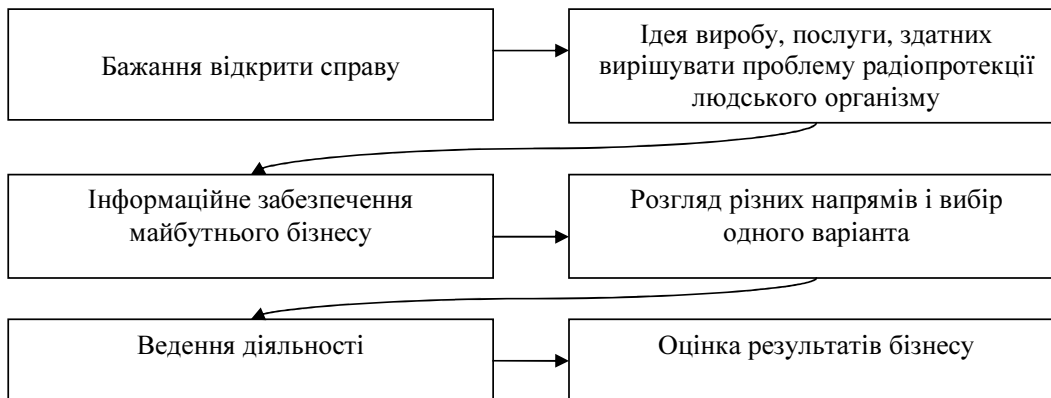 Бажання відкрити справу
Ідея виробу, послуги, здатних
вирішувати проблему радіопротекції
людського організму
Інформаційне забезпечення
майбутнього бізнесу
Розгляд різних напрямів і вибір
одного варіанта
Ведення діяльності
Оцінка результатів бізнесу